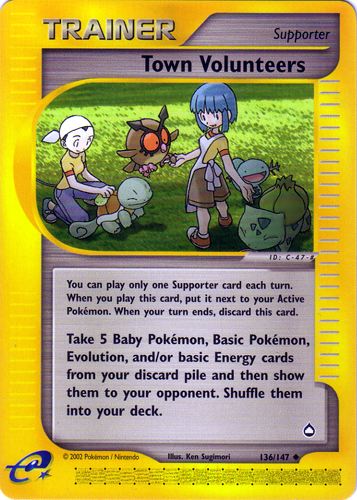 TRAINER
Supporter
Town Volunteers
ID: C-47-#
You can play only one Supporter card each turn.
When you play this card, put it next to your Active
Pokémon. When your turn ends, discard this card.
Take 5 Baby Pokémon, Basic Pokémon,
Evolution, and/or basic Energy cards
from your discard pile and then show
them to your opponent. Shuffle them
into your deck.
© 2002 Pokémon / Nintendo
Illus. Ken Sugimori
136/147
e